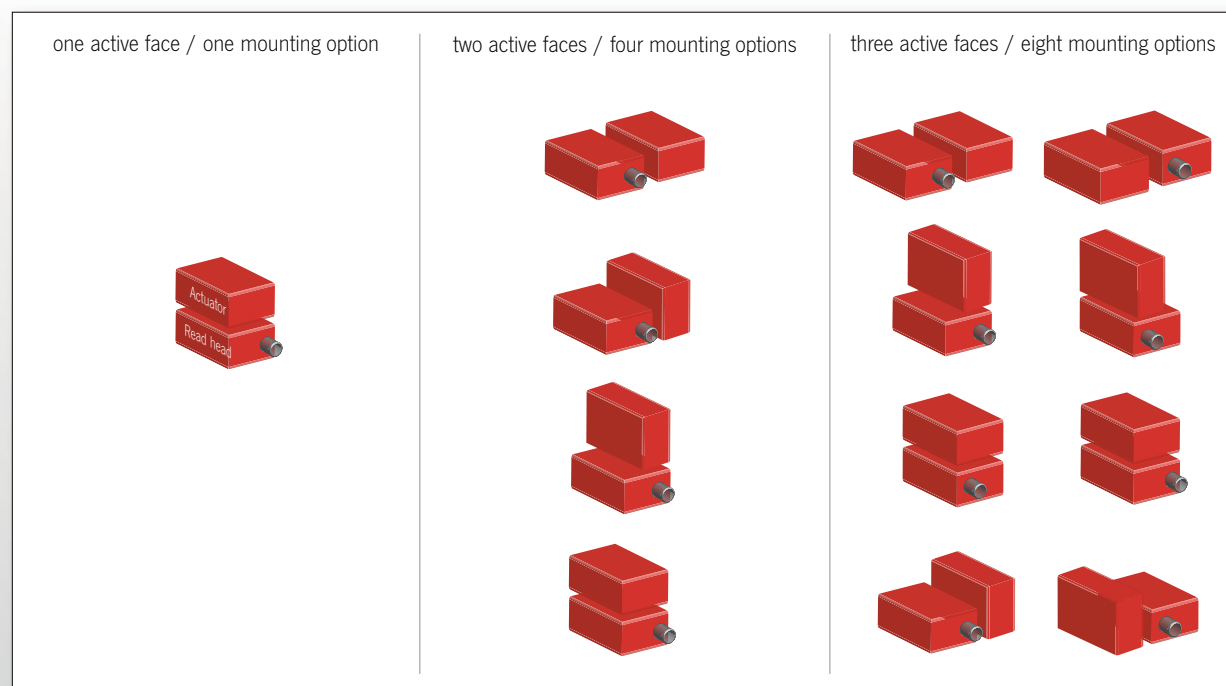 one active face / one mounting option
two active faces / four mounting options
three active faces / eight mounting options
Actuator
Read head